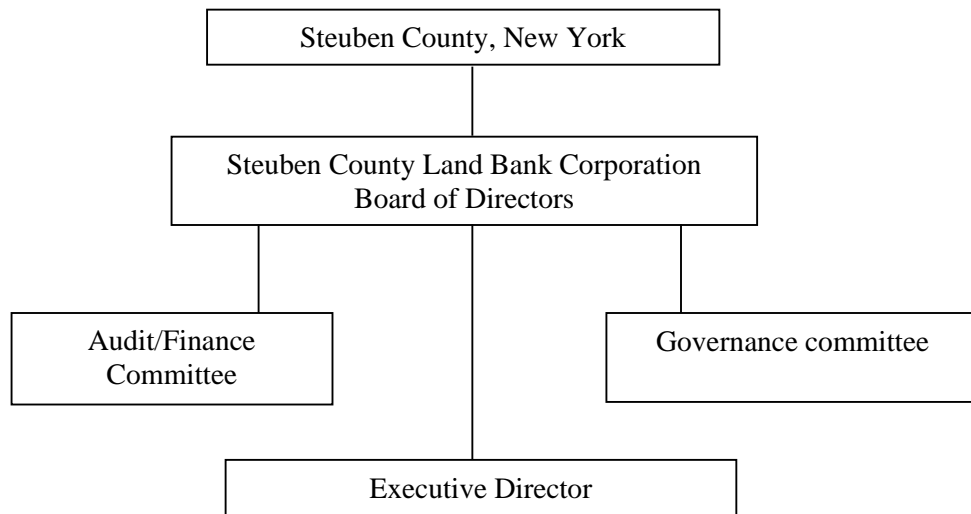 Steuben County, New York
Steuben County Land Bank Corporation
Board of Directors
Audit/Finance
Committee
Governance committee
Executive Director